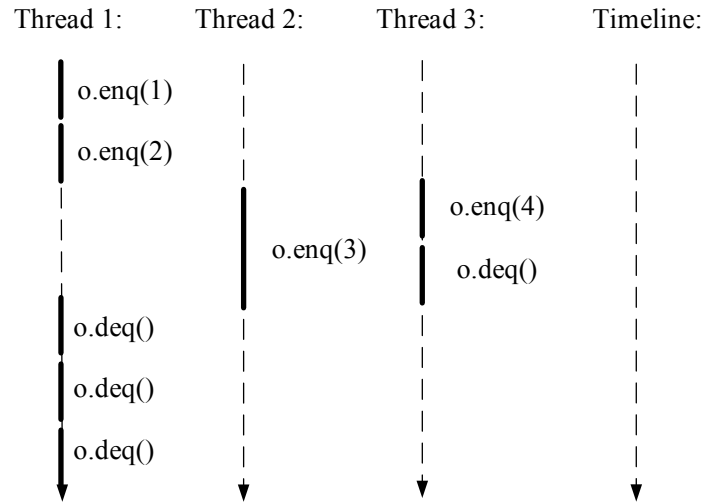 Thread 1: Thread 2: Thread 3: Timeline:
o.enq(1)
o.enq(2)
o.enq(4)
o.enq(3)
o.deq()
o.deq()
o.deq()
o.deq()